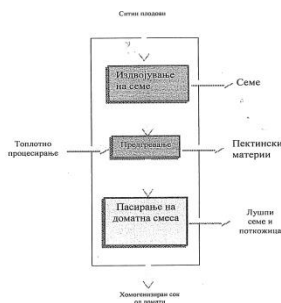 Ситни плодови
Издвојување
на семе
Семе
Топлотно
процесирање
Предгревање
Пектински
материи
Пасирање на
доматна смеса
Лушпи
семе и
поткожица
Хомогенизиран сок
од домати